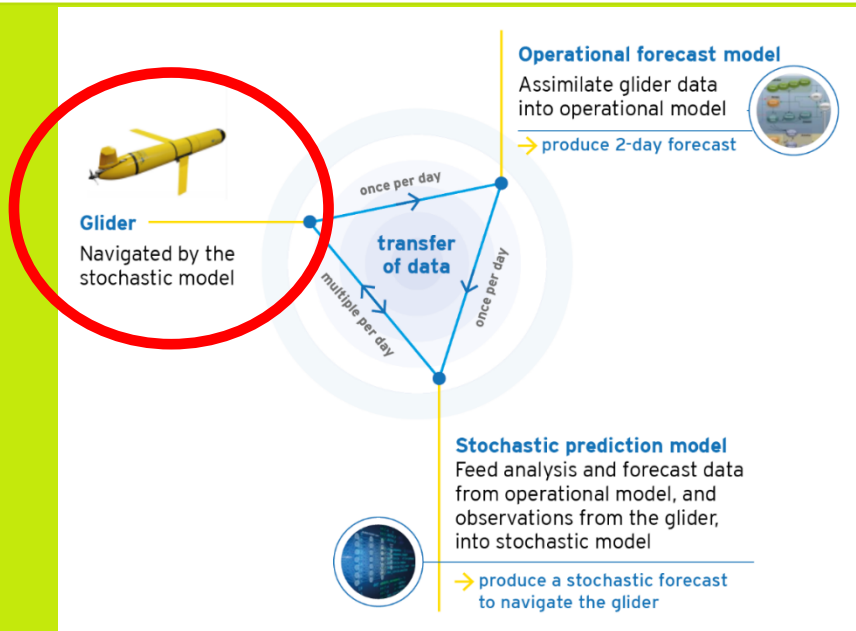 Operational forecast model
Assimilate glider data
into operational model
→ produce 2-day forecast
once per day
Glider
Navigated by the
stochastic model
transfer
of data
once per day
multiple per day
Stochastic prediction model
Feed analysis and forecast data
from operational model, and
observations from the glider,
into stochastic model
→ produce a stochastic forecast
to navigate the glider